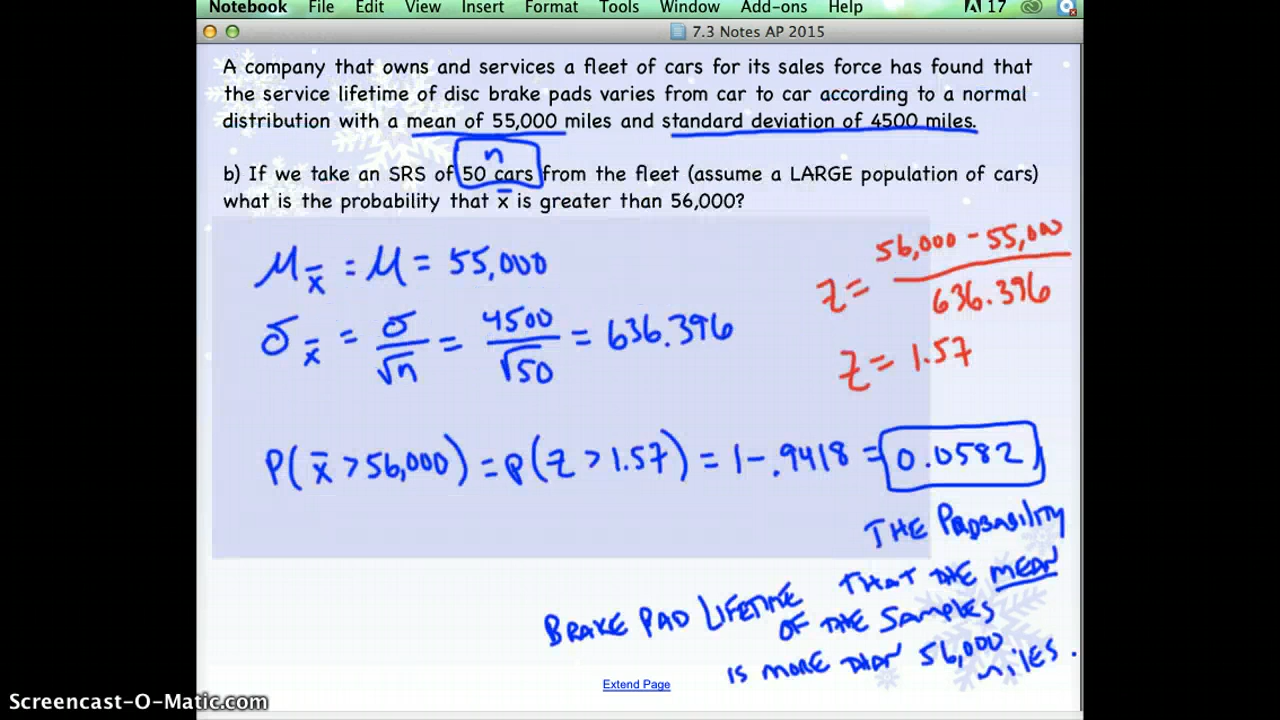 Notebook File Edit View Insert Format Tools Window Add-ons Help 17
7.3 Notes AP 2015
A company that owns and services a fleet of cars for its sales force has found that
the service lifetime of disc brake pads varies from car to car according to a normal
distribution with a mean of 55,000 miles and standard deviation of 4500 miles.
n
b) If we take an SRS of 50 cars from the fleet (assume a LARGE population of cars)
what is the probability that x̄ is greater than 56,000?
μx̄ = μ = 55,000
z = 56,000 - 55,000 / 636.396
σx̄ = σ/√n = 4500/√50 = 636.396
z = 1.57
P(x̄ > 56,000) = P(z > 1.57) = 1 - .9418 = 0.0582
THE PROBABILITY
THAT THE MEAN
BRAKE PAD LIFETIME
OF THE SAMPLES
IS MORE THAN 56,000
MILES.
Extend Page
Screencast-O-Matic.com